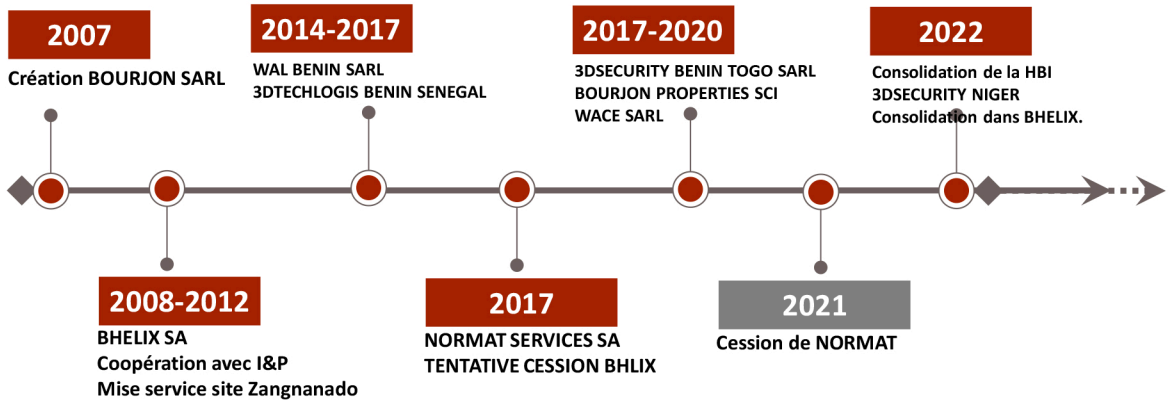 2007
Création BOURJON SARL
2008-2012
BHELIX SA
Coopération avec I&P
Mise service site Zangnanado
2014-2017
WAL BENIN SARL
3DTECHLOGIS BENIN SENEGAL
2017
NORMAT SERVICES SA
TENTATIVE CESSION BHLIX
2017-2020
3DSECURITY BENIN TOGO SARL
BOURJON PROPERTIES SCI
WACE SARL
2021
Cession de NORMAT
2022
Consolidation de la HBI
3DSECURITY NIGER
Consolidation dans BHELIX.